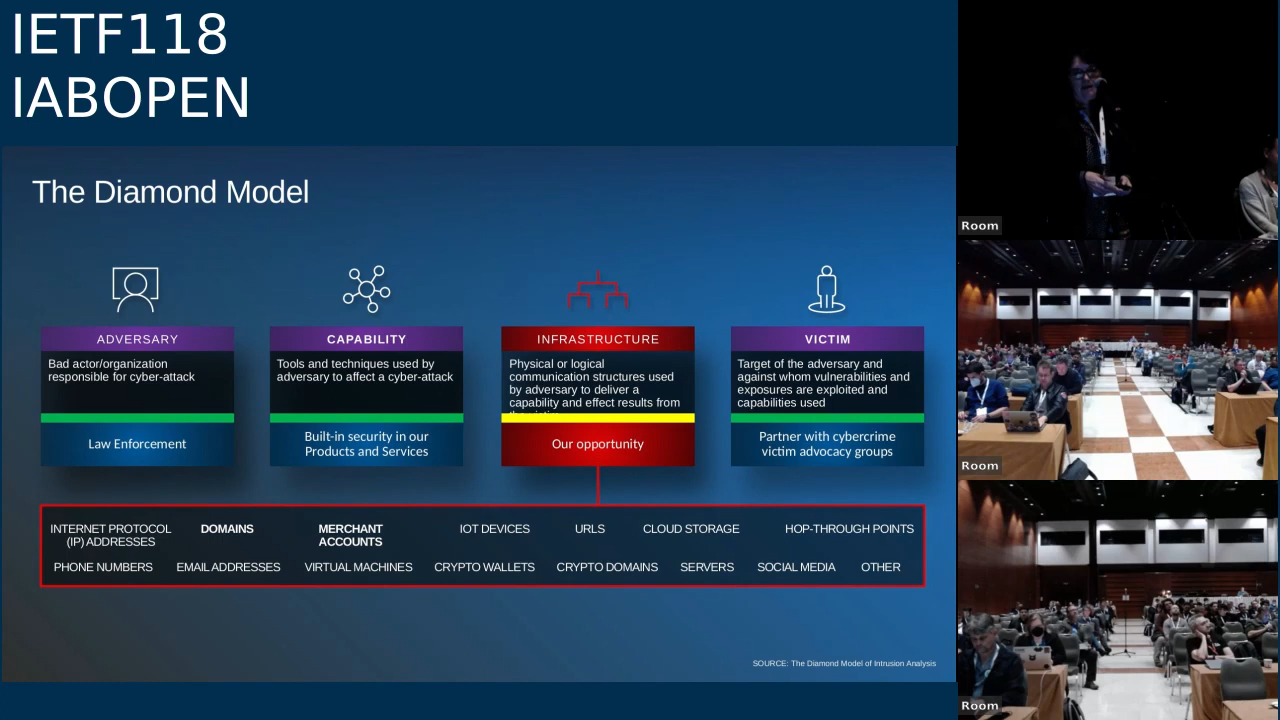 IETF118
IABOPEN
The Diamond Model
ADVERSARY
Bad actor/organization
responsible for cyber-attack
Law Enforcement
CAPABILITY
Tools and techniques used by
adversary to affect a cyber-attack
Built-in security in our
Products and Services
INFRASTRUCTURE
Physical or logical
communication structures used
by adversary to deliver a
capability and effect results from
Our opportunity
VICTIM
Target of the adversary and
against whom vulnerabilities and
exposures are exploited and
capabilities used
Partner with cybercrime
victim advocacy groups
INTERNET PROTOCOL
(IP) ADDRESSES
DOMAINS
MERCHANT
ACCOUNTS
IOT DEVICES
URLS
CLOUD STORAGE
HOP-THROUGH POINTS
PHONE NUMBERS
EMAIL ADDRESSES
VIRTUAL MACHINES
CRYPTO WALLETS
CRYPTO DOMAINS
SERVERS
SOCIAL MEDIA
OTHER
SOURCE: The Diamond Model of Intrusion Analysis
Room
Room
Room